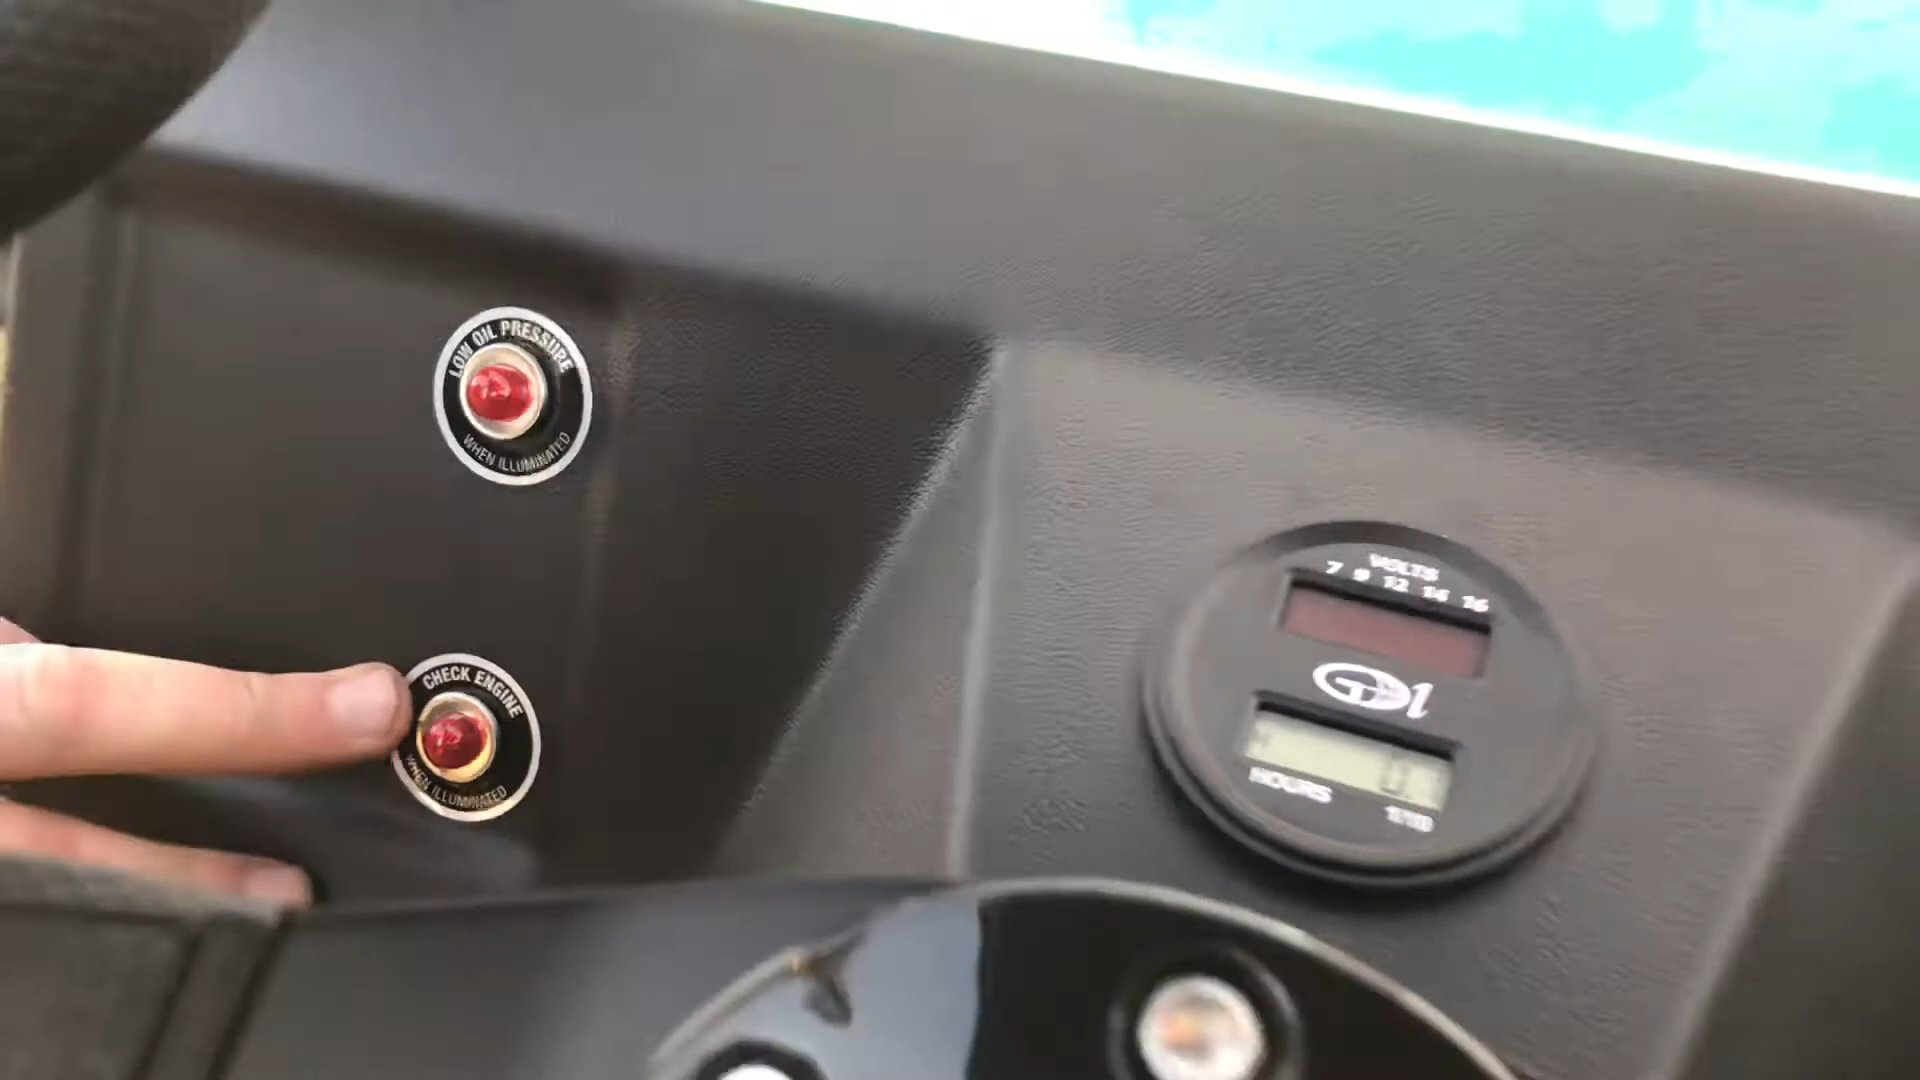 LOW OIL PRESSURE
WHEN ILLUMINATED
CHECK ENGINE
WHEN ILLUMINATED
VOLTS
7 9 12 14 16
HOURS
1/10